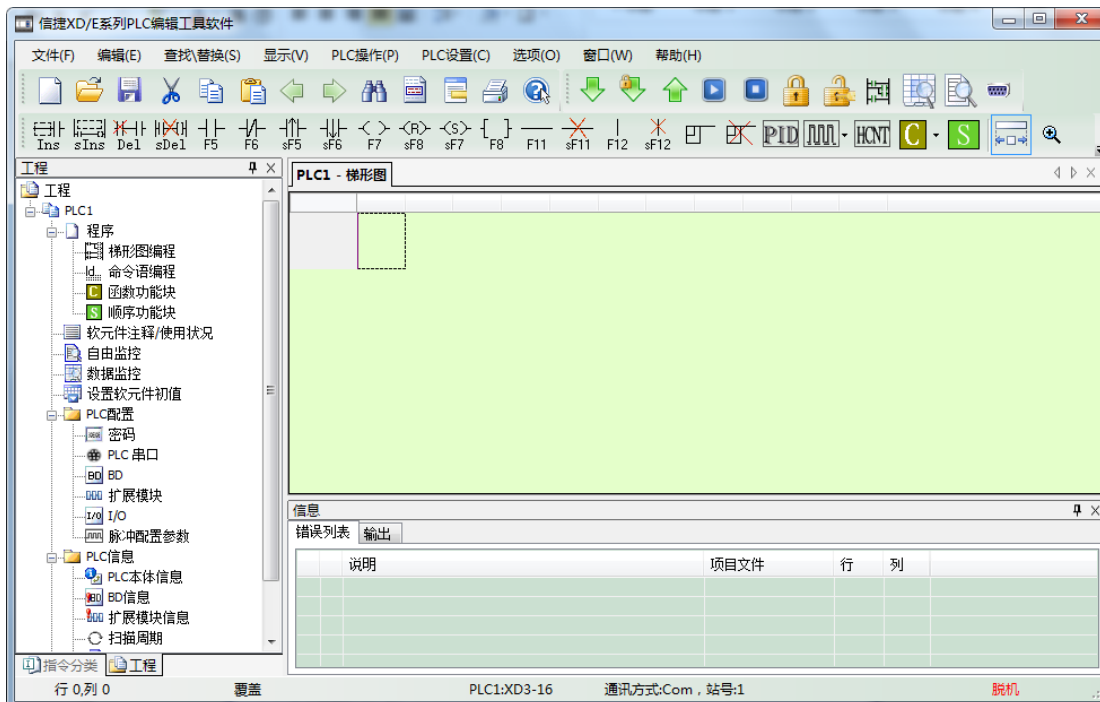 信捷XD/E系列PLC编辑工具软件
文件(F) 编辑(E) 查找\替换(S) 显示(V) PLC操作(P) PLC设置(C) 选项(O) 窗口(W) 帮助(H)
Ins sIns Del sDel F5 F6 sF5 sF6 F7 sF8 sF7 F8 F11 sF11 F12 sF12 PID HCNT C S
工程
PLC1 - 梯形图
工程
PLC1
程序
梯形图编程
命令语编程
函数功能块
顺序功能块
软元件注释/使用状况
自由监控
数据监控
设置软元件初值
PLC配置
密码
PLC 串口
BD
扩展模块
I/O
脉冲配置参数
PLC信息
PLC本体信息
BD信息
扩展模块信息
扫描周期
指令分类 工程
信息
错误列表 输出
说明 项目文件 行 列
行 0,列 0 覆盖 PLC1:XD3-16 通讯方式:Com，站号:1 脱机